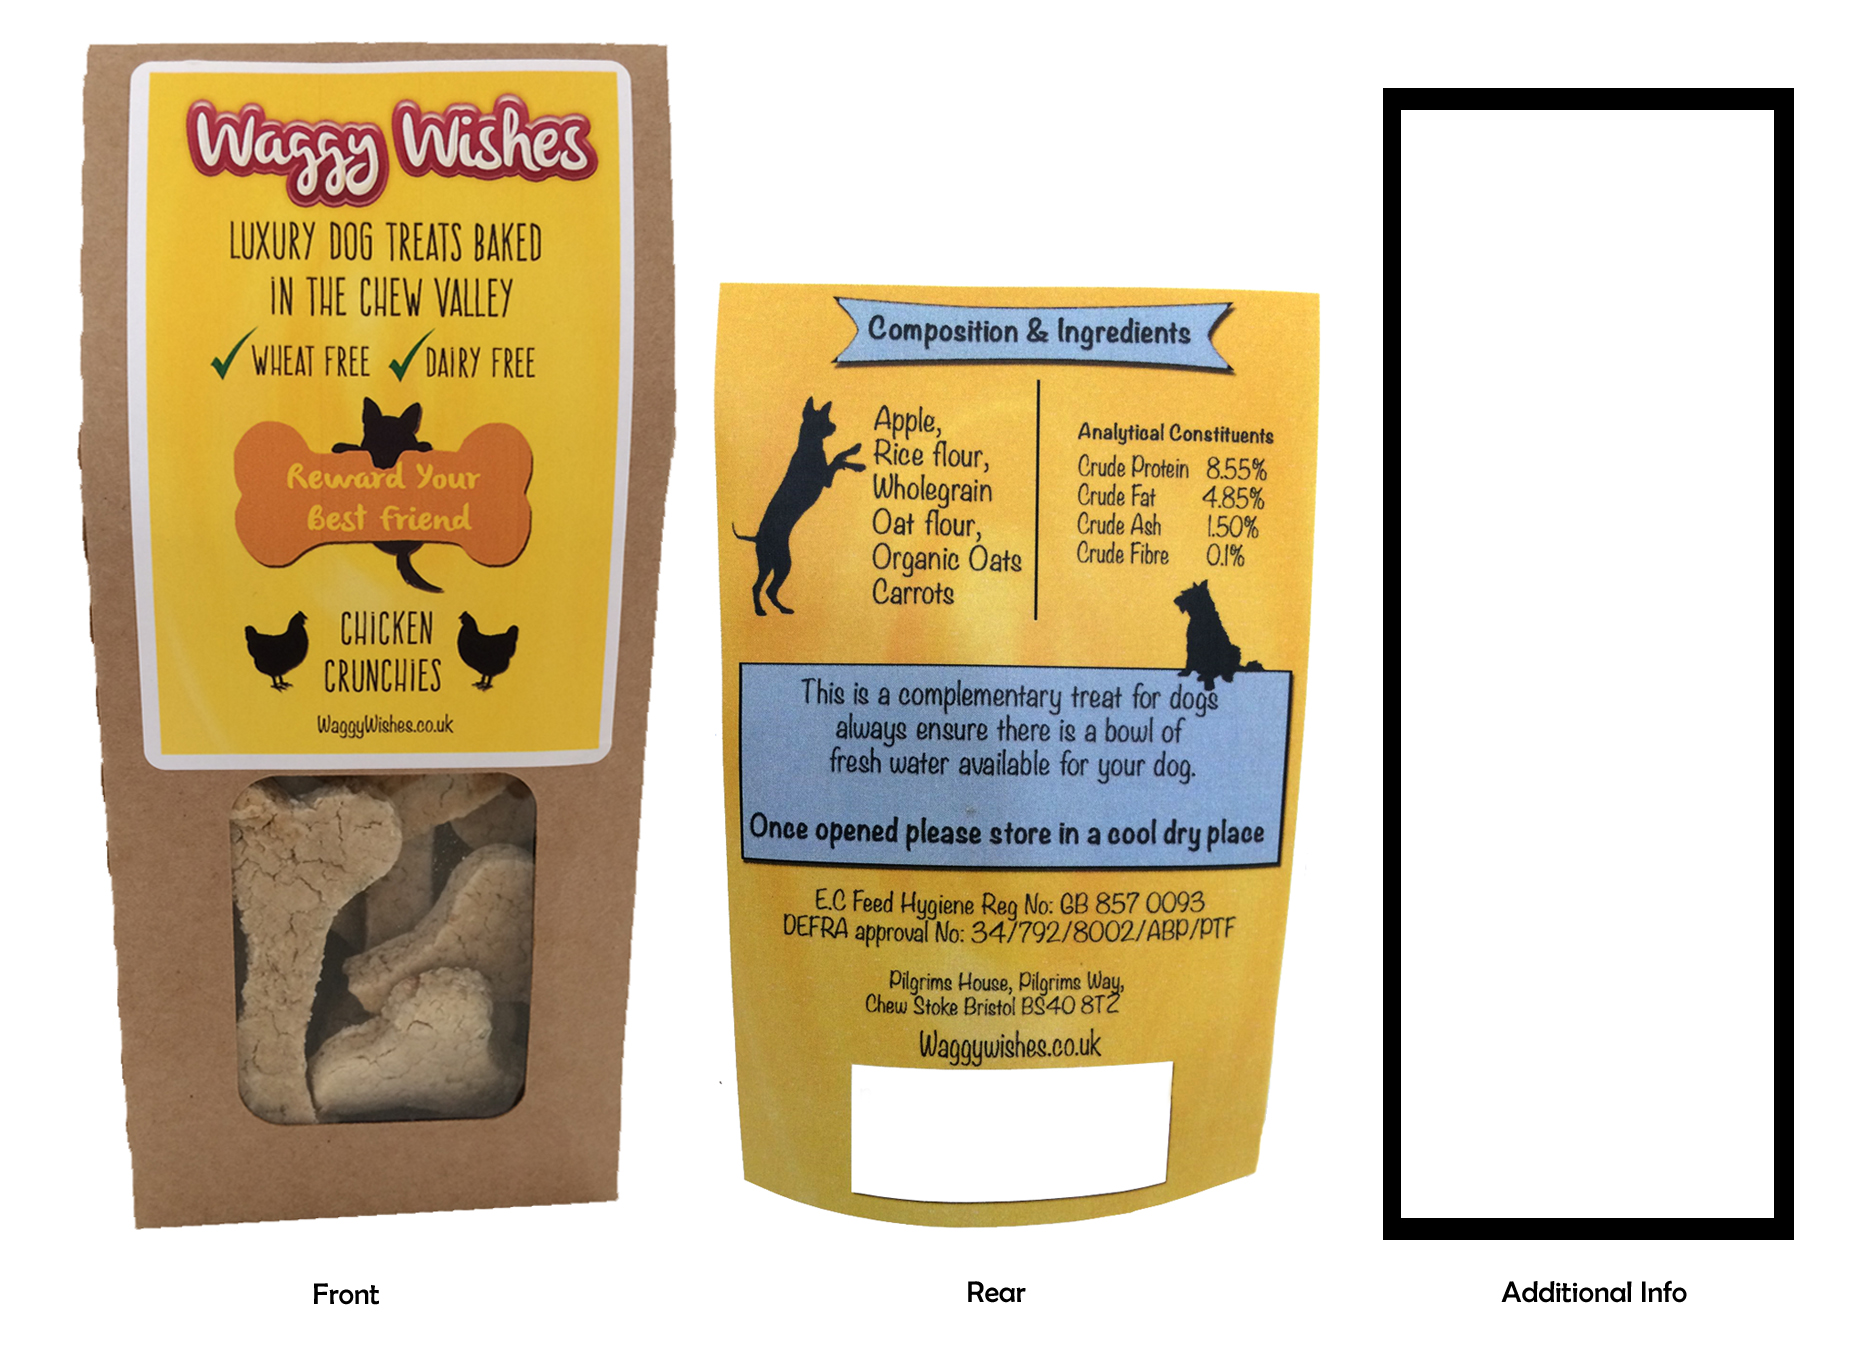 Waggy Wishes
LUXURY DOG TREATS BAKED
IN THE CHEW VALLEY
WHEAT FREE DAIRY FREE
Reward Your
Best Friend
CHICKEN
CRUNCHIES
WaggyWishes.co.uk
Front
Composition & Ingredients
Apple,
Rice flour,
Wholegrain
Oat flour,
Organic Oats
Carrots
Analytical Constituents
Crude Protein 8.55%
Crude Fat 4.85%
Crude Ash 1.50%
Crude Fibre 0.1%
This is a complementary treat for dogs
always ensure there is a bowl of
fresh water available for your dog.
Once opened please store in a cool dry place
E.C Feed Hygiene Reg No: GB 857 0093
DEFRA approval No: 34/792/8002/ABP/PTF
Pilgrims House, Pilgrims Way,
Chew Stoke Bristol BS40 8TZ
Waggywishes.co.uk
Rear
Additional Info